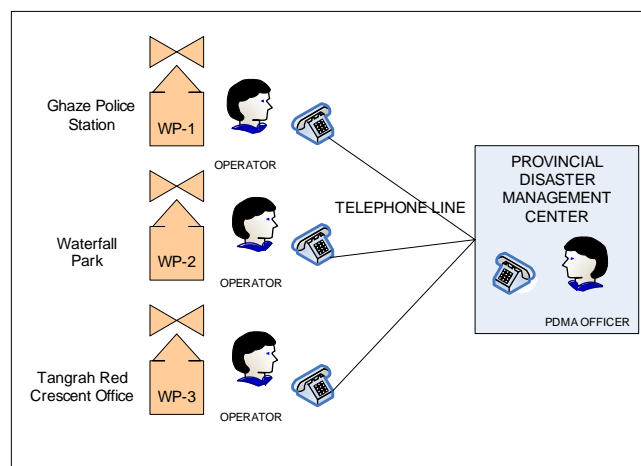 Ghaze Police
Station
WP-1
OPERATOR
Waterfall
Park
WP-2
OPERATOR
Tangrah Red
Crescent Office
WP-3
OPERATOR
TELEPHONE LINE
PROVINCIAL
DISASTER
MANAGEMENT
CENTER
PDMA OFFICER